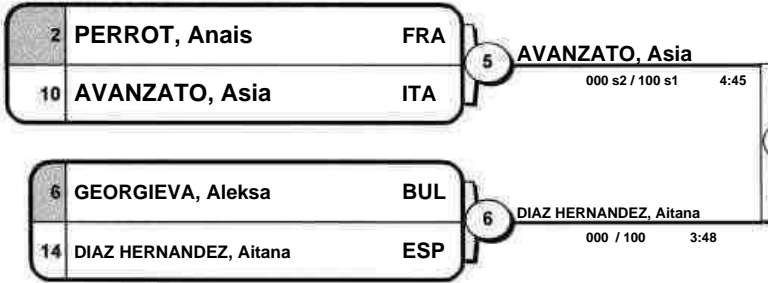 2 PERROT, Anais FRA
5 AVANZATO, Asia
000 s2 / 100 s1 4:45
10 AVANZATO, Asia ITA
6 GEORGIEVA, Aleksa BUL
6 DIAZ HERNANDEZ, Aitana
000 / 100 3:48
14 DIAZ HERNANDEZ, Aitana ESP